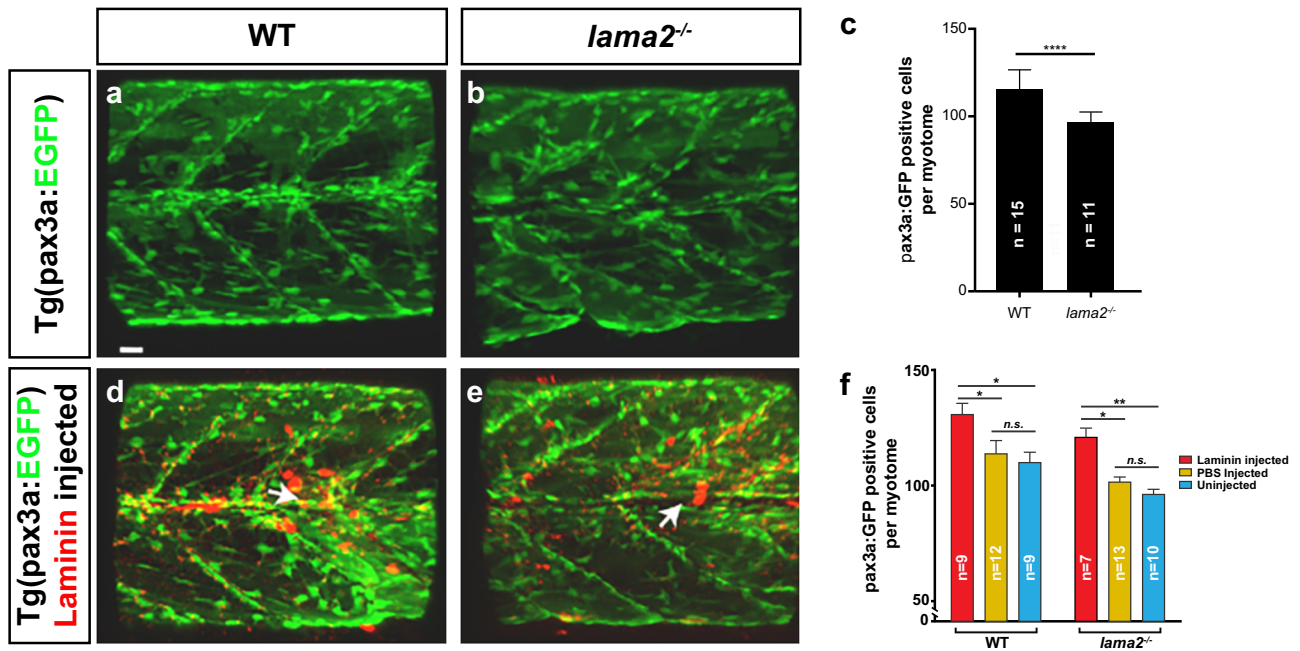 WT
lama2-/-
Tg(pax3a:EGFP)
a
b
c
150
100
50
0
pax3a:GFP positive cells
per myotome
****
n = 15
n = 11
WT
lama2-/-
Tg(pax3a:EGFP)
Laminin injected
d
e
f
150
100
50
0
pax3a:GFP positive cells
per myotome
*
*
n.s.
**
*
n.s.
n=9
n=12
n=9
n=7
n=13
n=10
WT
lama2-/-
Laminin injected
PBS Injected
Uninjected